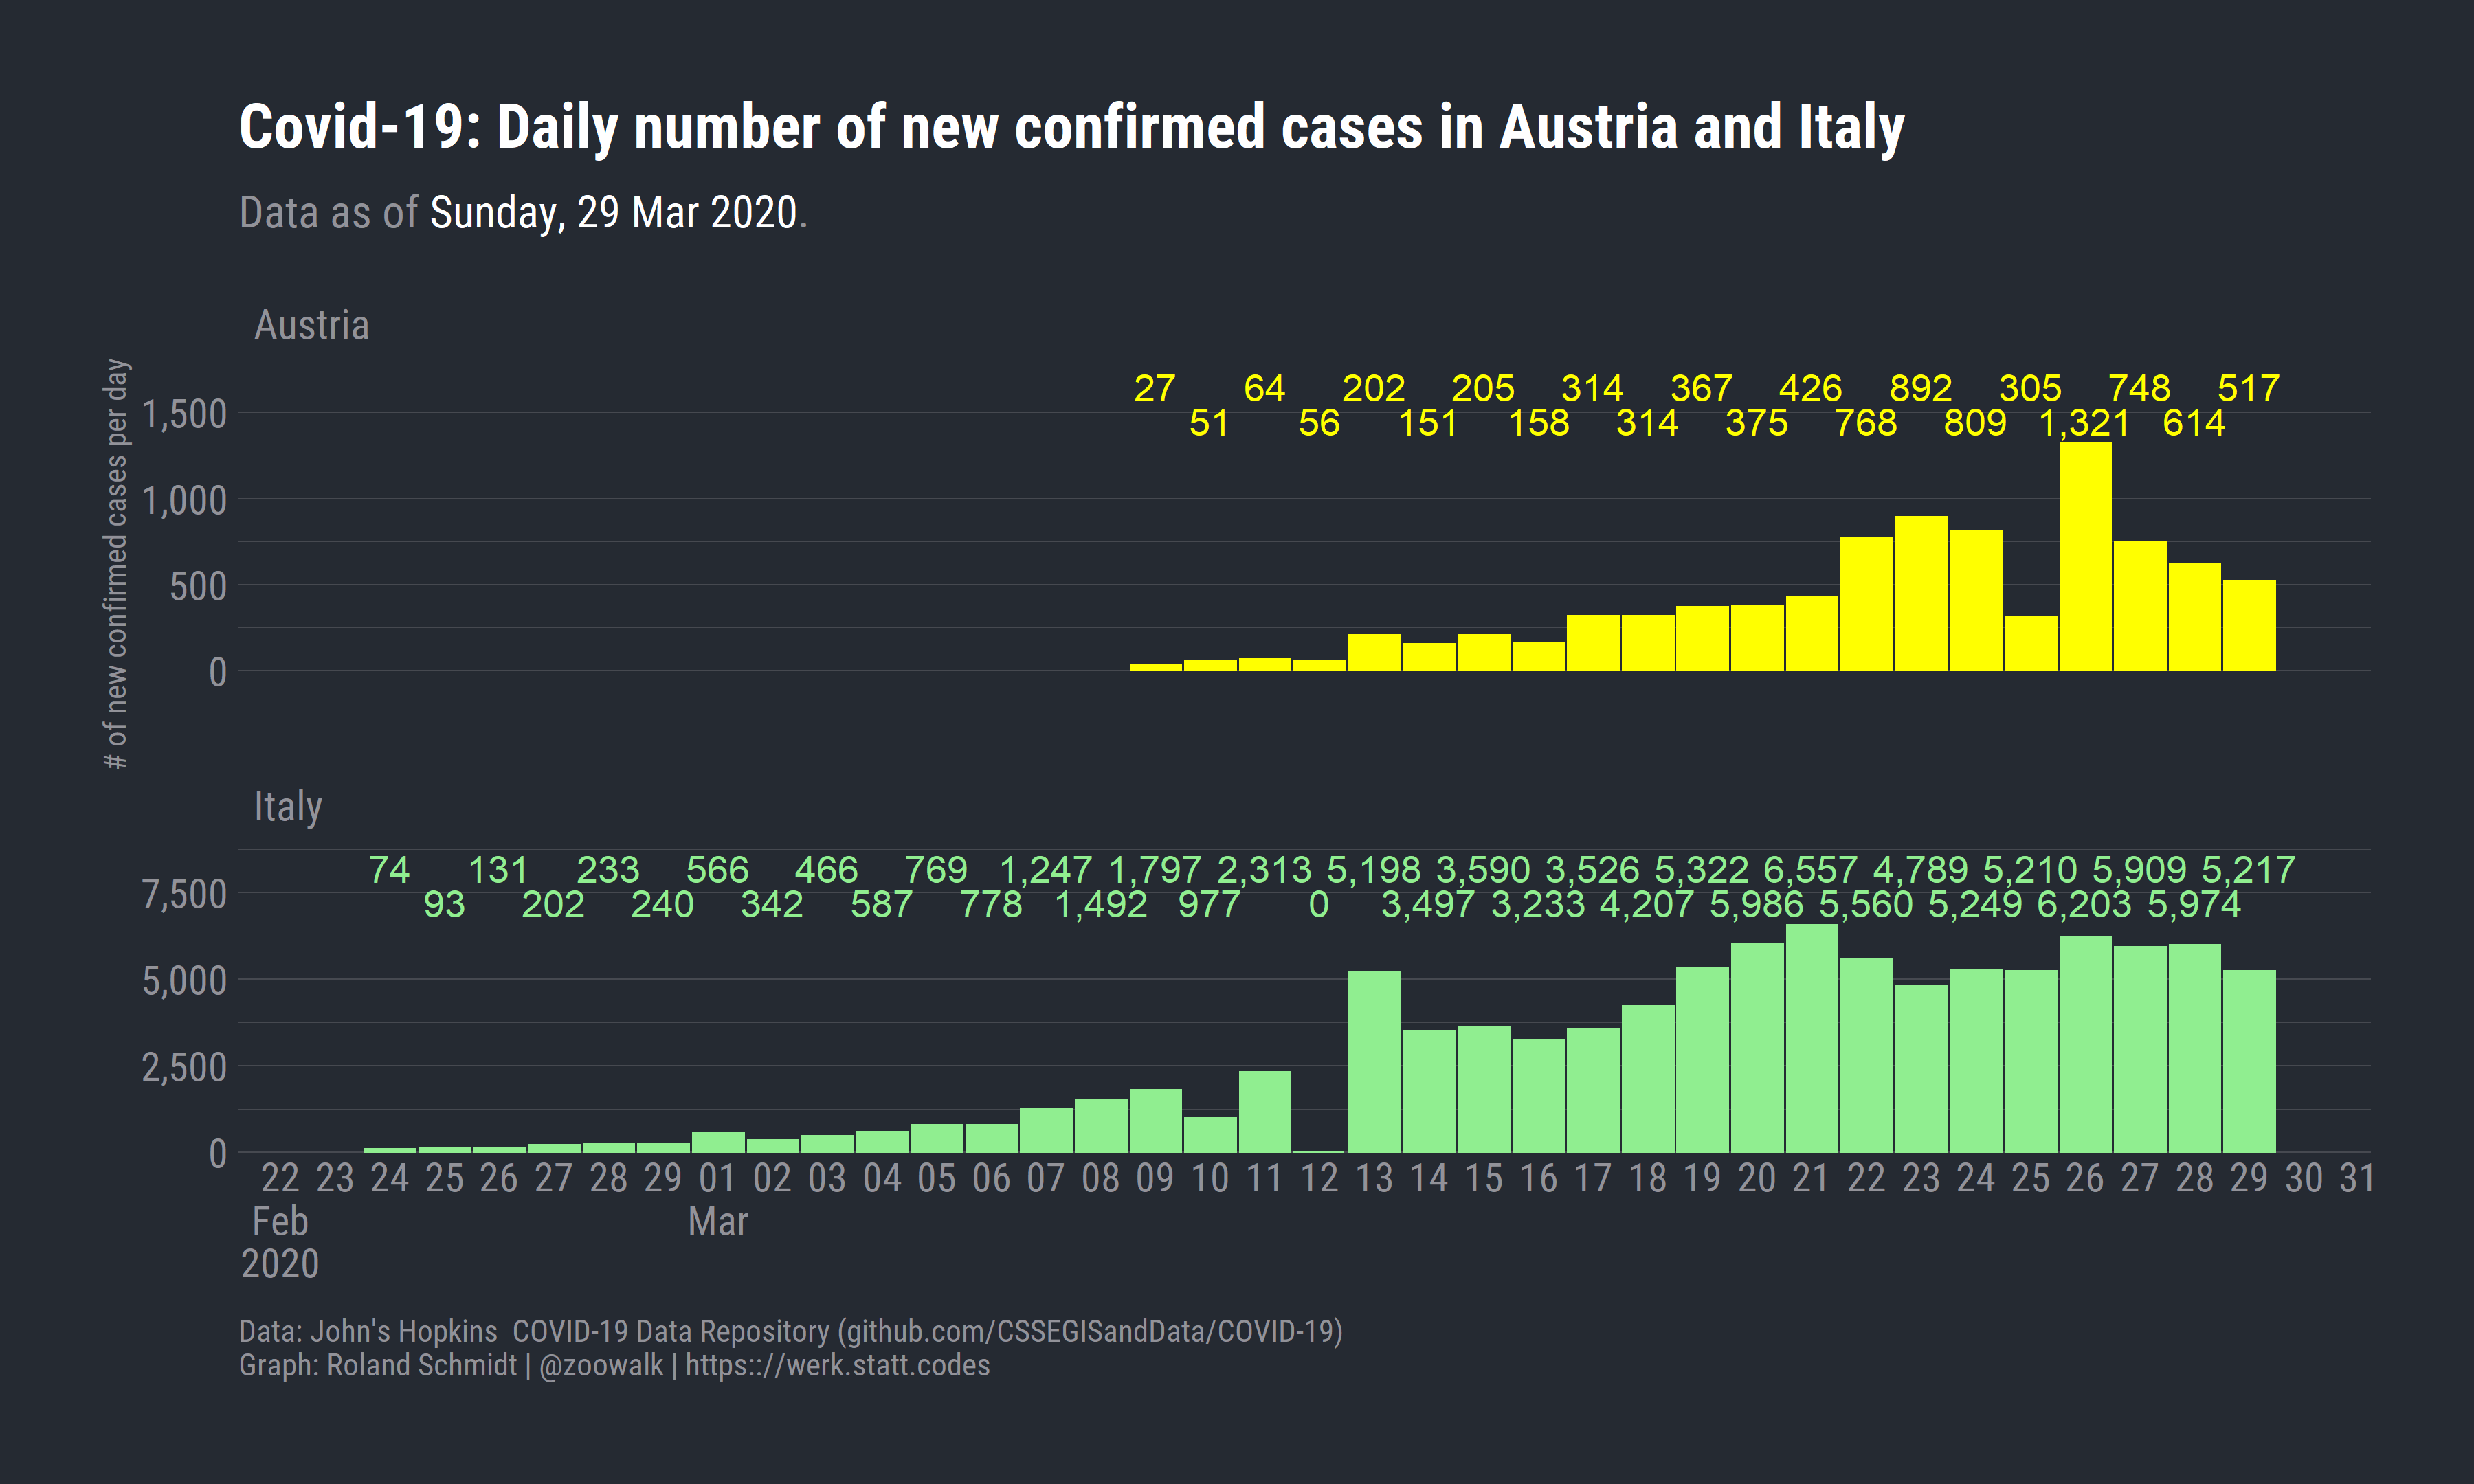 Covid-19: Daily number of new confirmed cases in Austria and Italy
Data as of Sunday, 29 Mar 2020.
# of new confirmed cases per day
Austria
27 64 202 205 314 367 426 892 305 748 517
1,500
51 56 151 158 314 375 768 809 1,321 614
1,000
500
0
Italy
74 131 233 566 466 769 1,247 1,797 2,313 5,198 3,590 3,526 5,322 6,557 4,789 5,210 5,909 5,217
7,500
93 202 240 342 587 778 1,492 977 0 3,497 3,233 4,207 5,986 5,560 5,249 6,203 5,974
5,000
2,500
0
22 23 24 25 26 27 28 29 01 02 03 04 05 06 07 08 09 10 11 12 13 14 15 16 17 18 19 20 21 22 23 24 25 26 27 28 29 30 31
Feb Mar
2020
Data: John's Hopkins  COVID-19 Data Repository (github.com/CSSEGISandData/COVID-19)
Graph: Roland Schmidt | @zoowalk | https:://werk.statt.codes